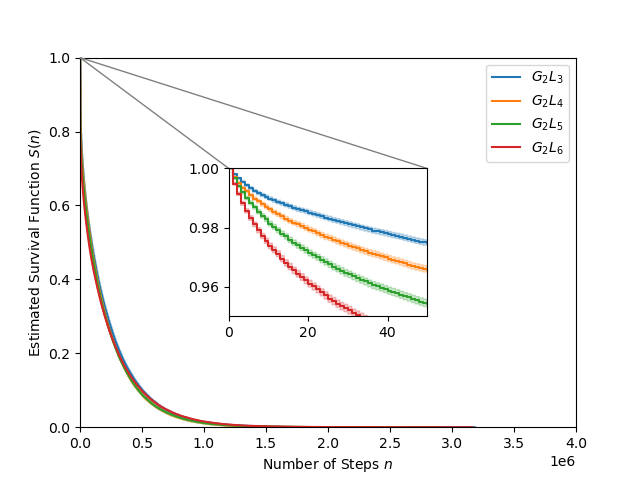 1.0
0.8
0.6
0.4
0.2
0.0
Estimated Survival Function S(n)
G₂L₃
G₂L₄
G₂L₅
G₂L₆
1.00
0.98
0.96
0 20 40
0.0 0.5 1.0 1.5 2.0 2.5 3.0 3.5 4.0
1e6
Number of Steps n